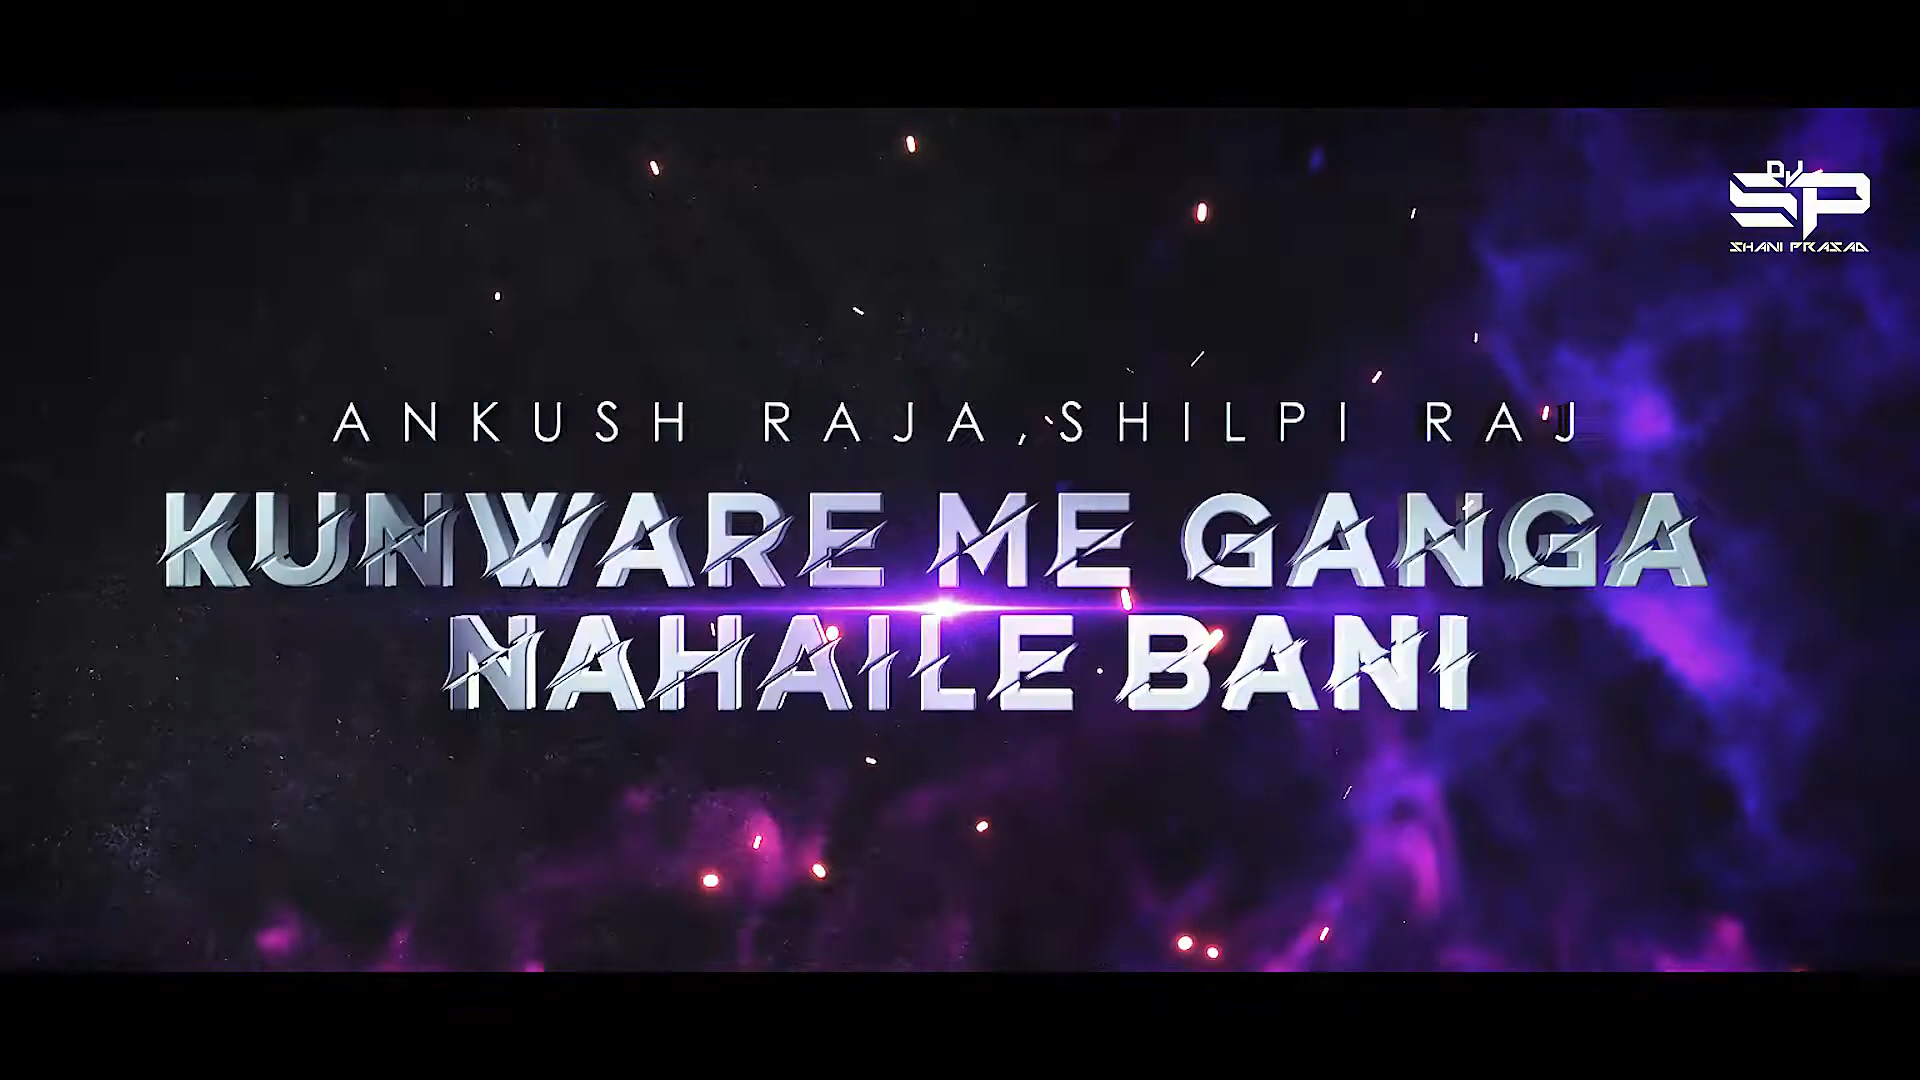 DJ
SP
SHANI PRASAD
ANKUSH RAJA, SHILPI RAJ
KUNWARE ME GANGA
NAHAILE BANI